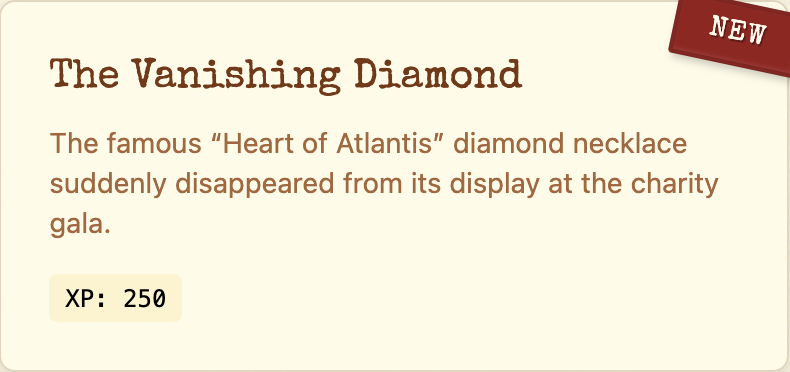 NEW
The Vanishing Diamond
The famous “Heart of Atlantis” diamond necklace
suddenly disappeared from its display at the charity
gala.
XP: 250